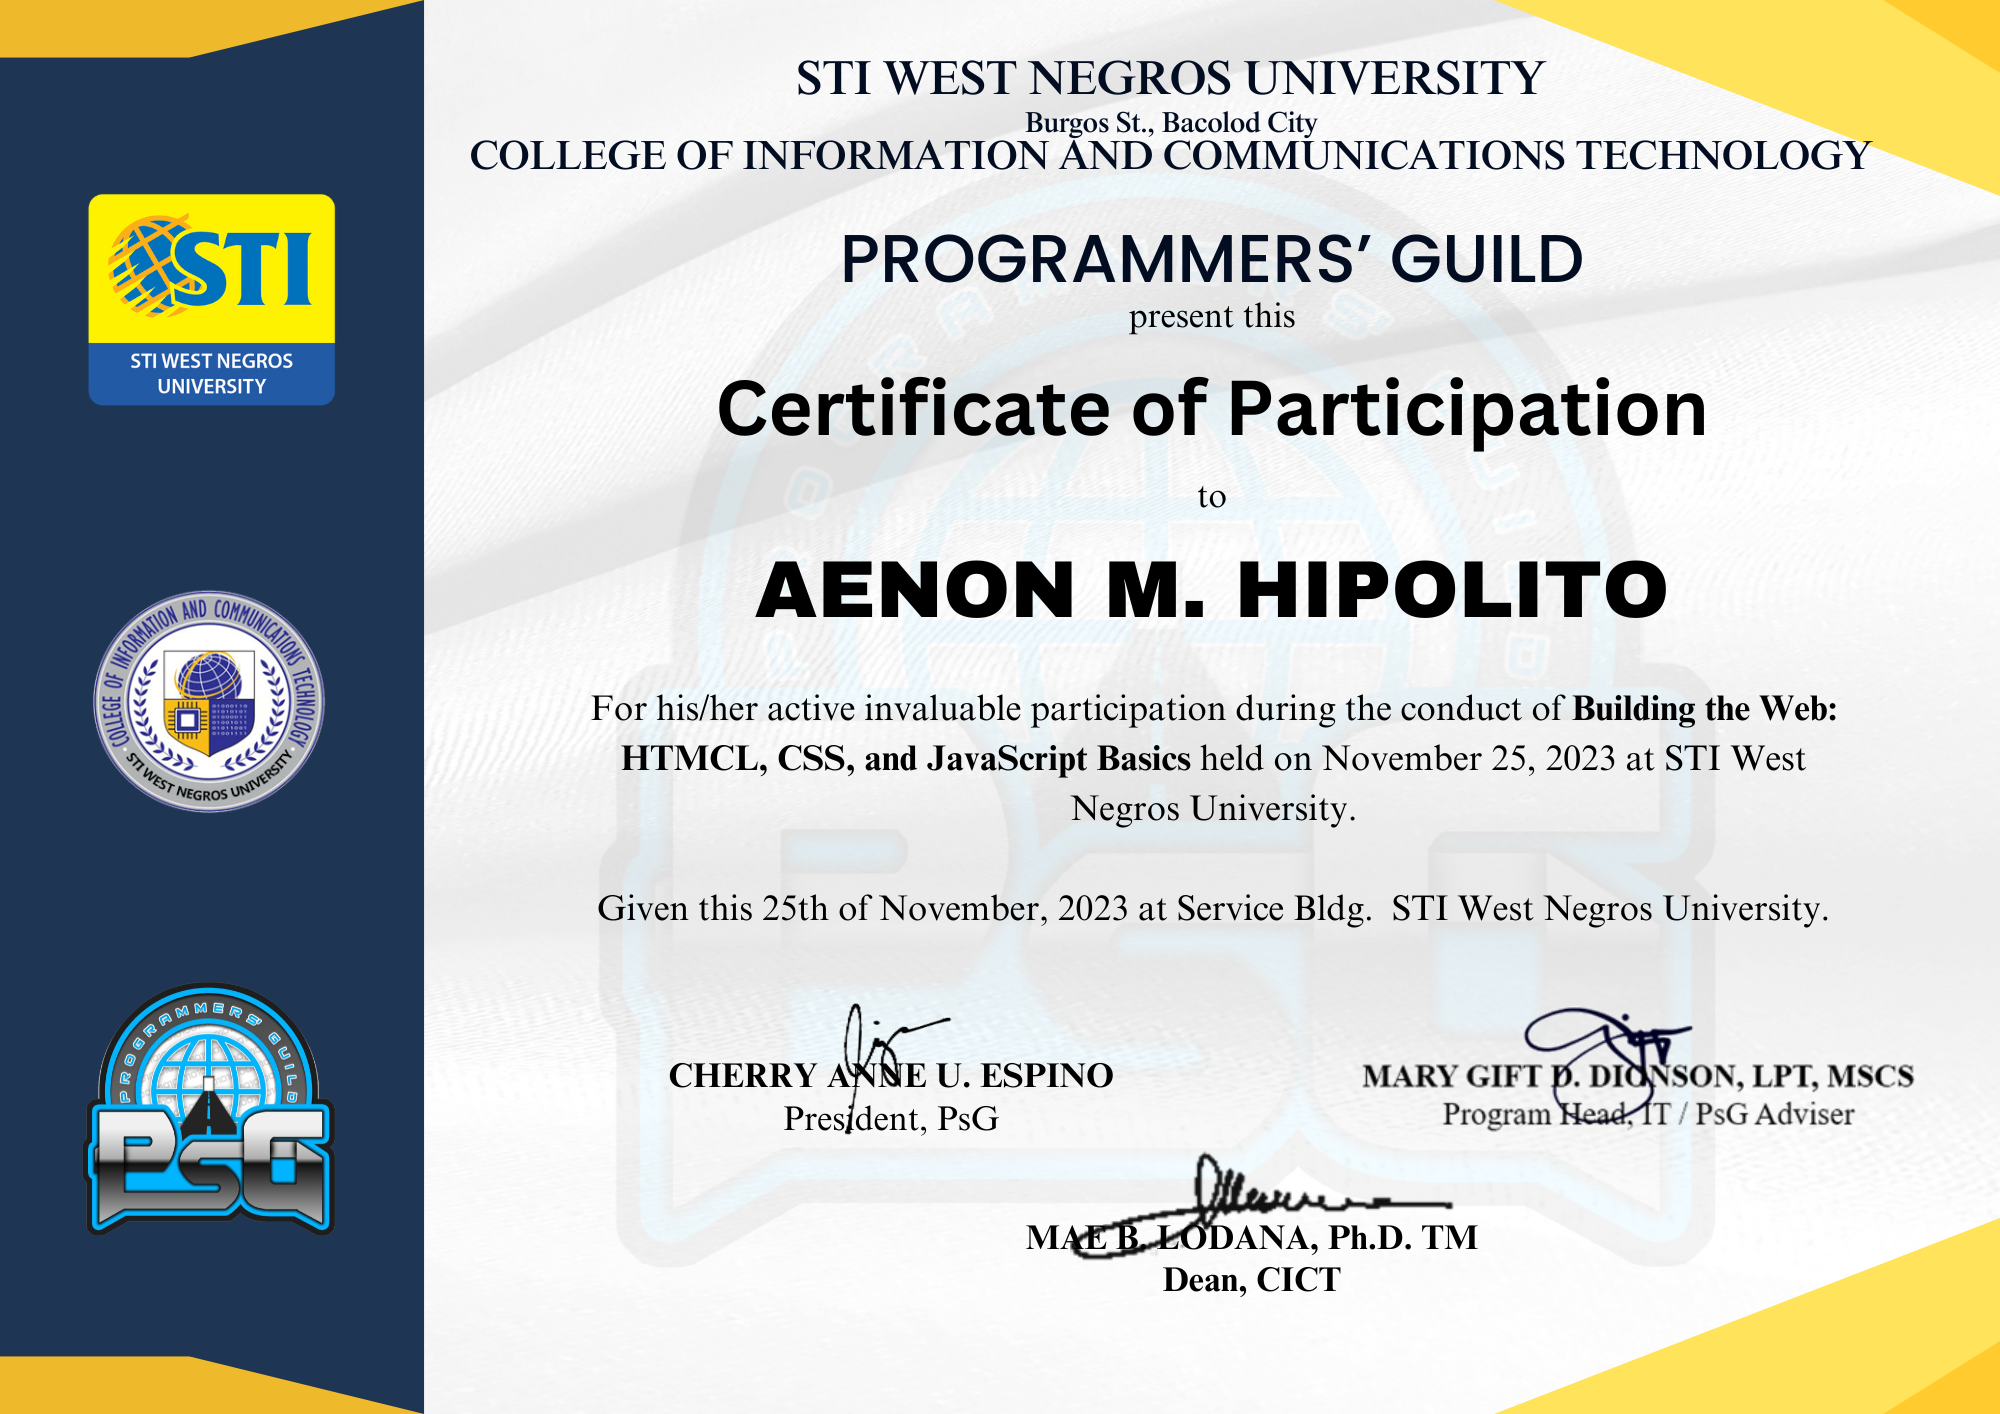 STI WEST NEGROS UNIVERSITY
Burgos St., Bacolod City
COLLEGE OF INFORMATION AND COMMUNICATIONS TECHNOLOGY
PROGRAMMERS’ GUILD
present this
Certificate of Participation
to
AENON M. HIPOLITO
For his/her active invaluable participation during the conduct of Building the Web:
HTMCL, CSS, and JavaScript Basics held on November 25, 2023 at STI West
Negros University.
Given this 25th of November, 2023 at Service Bldg. STI West Negros University.
CHERRY ANNE U. ESPINO
President, PsG
MARY GIFT D. DIONSON, LPT, MSCS
Program Head, IT / PsG Adviser
MAE B. LODANA, Ph.D. TM
Dean, CICT
STI
STI WEST NEGROS
UNIVERSITY
COLLEGE OF INFORMATION AND COMMUNICATIONS TECHNOLOGY
STI WEST NEGROS UNIVERSITY
PROGRAMMERS' GUILD
PSG